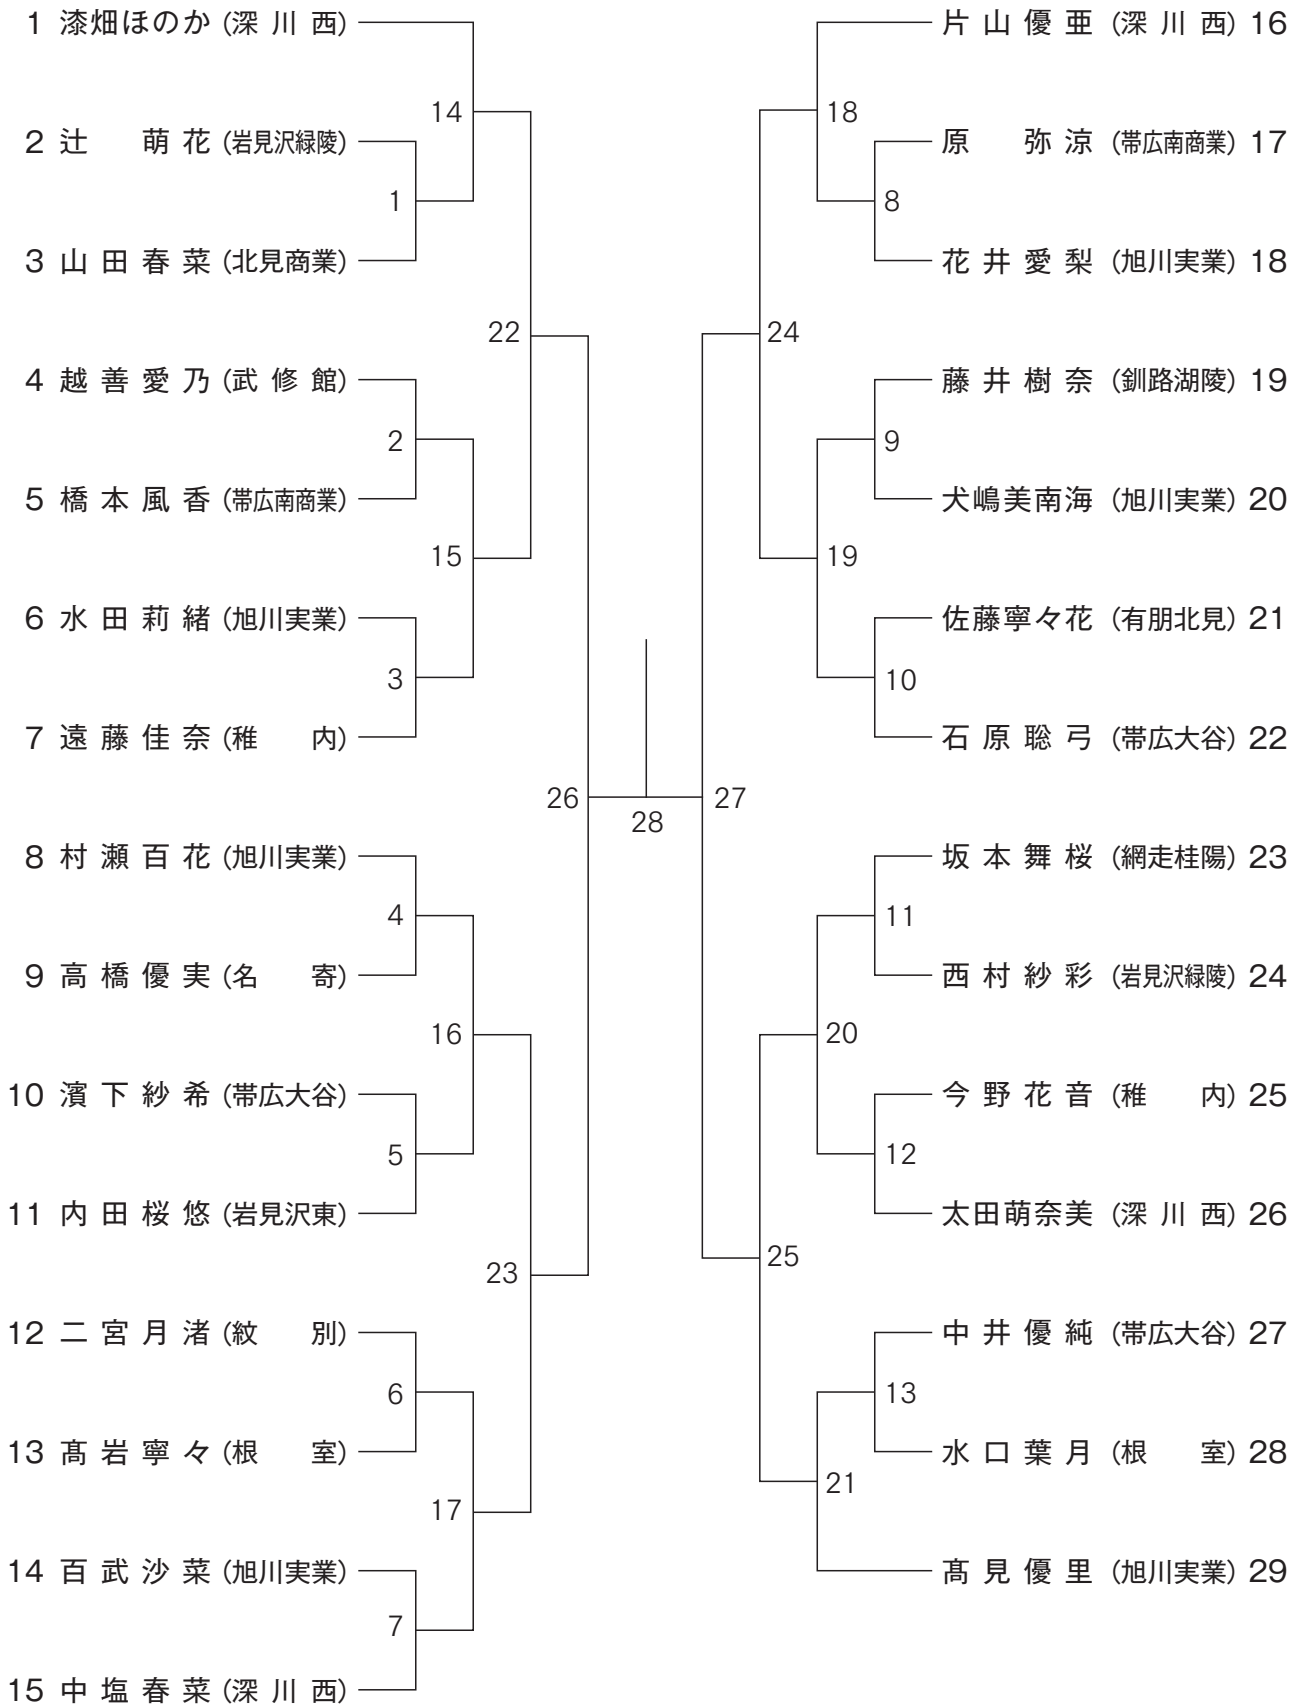 1 漆畑ほのか (深川西)
2 辻 萌花 (岩見沢緑陵)
3 山田春菜 (北見商業)
4 越善愛乃 (武修館)
5 橋本風香 (帯広南商業)
6 水田莉緒 (旭川実業)
7 遠藤佳奈 (稚内)
8 村瀬百花 (旭川実業)
9 高橋優実 (名寄)
10 濱下紗希 (帯広大谷)
11 内田桜悠 (岩見沢東)
12 二宮月渚 (紋別)
13 髙岩寧々 (根室)
14 百武沙菜 (旭川実業)
15 中塩春菜 (深川西)
1
2
3
4
5
6
7
14
15
16
17
22
23
26
28
27
24
25
18
19
20
21
8
9
10
11
12
13
片山優亜 (深川西) 16
原 弥涼 (帯広南商業) 17
花井愛梨 (旭川実業) 18
藤井樹奈 (釧路湖陵) 19
犬嶋美南海 (旭川実業) 20
佐藤寧々花 (有朋北見) 21
石原聡弓 (帯広大谷) 22
坂本舞桜 (網走桂陽) 23
西村紗彩 (岩見沢緑陵) 24
今野花音 (稚内) 25
太田萌奈美 (深川西) 26
中井優純 (帯広大谷) 27
水口葉月 (根室) 28
髙見優里 (旭川実業) 29